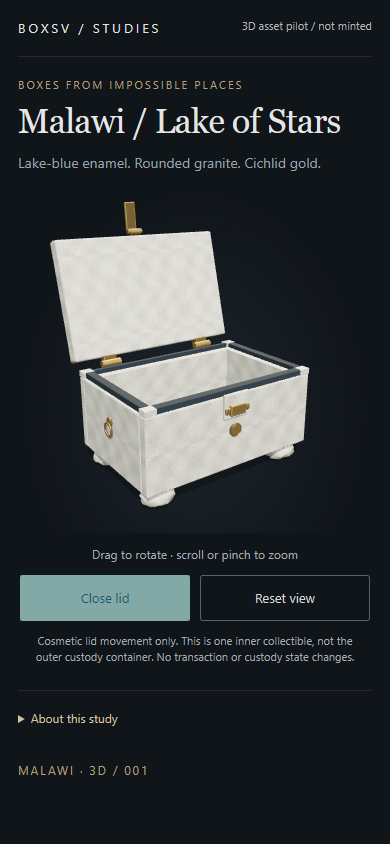 BOXSV / STUDIES
3D asset pilot / not minted
BOXES FROM IMPOSSIBLE PLACES
Malawi / Lake of Stars
Lake-blue enamel. Rounded granite. Cichlid gold.
Drag to rotate · scroll or pinch to zoom
Close lid
Reset view
Cosmetic lid movement only. This is one inner collectible, not the
outer custody container. No transaction or custody state changes.
About this study
MALAWI · 3D / 001